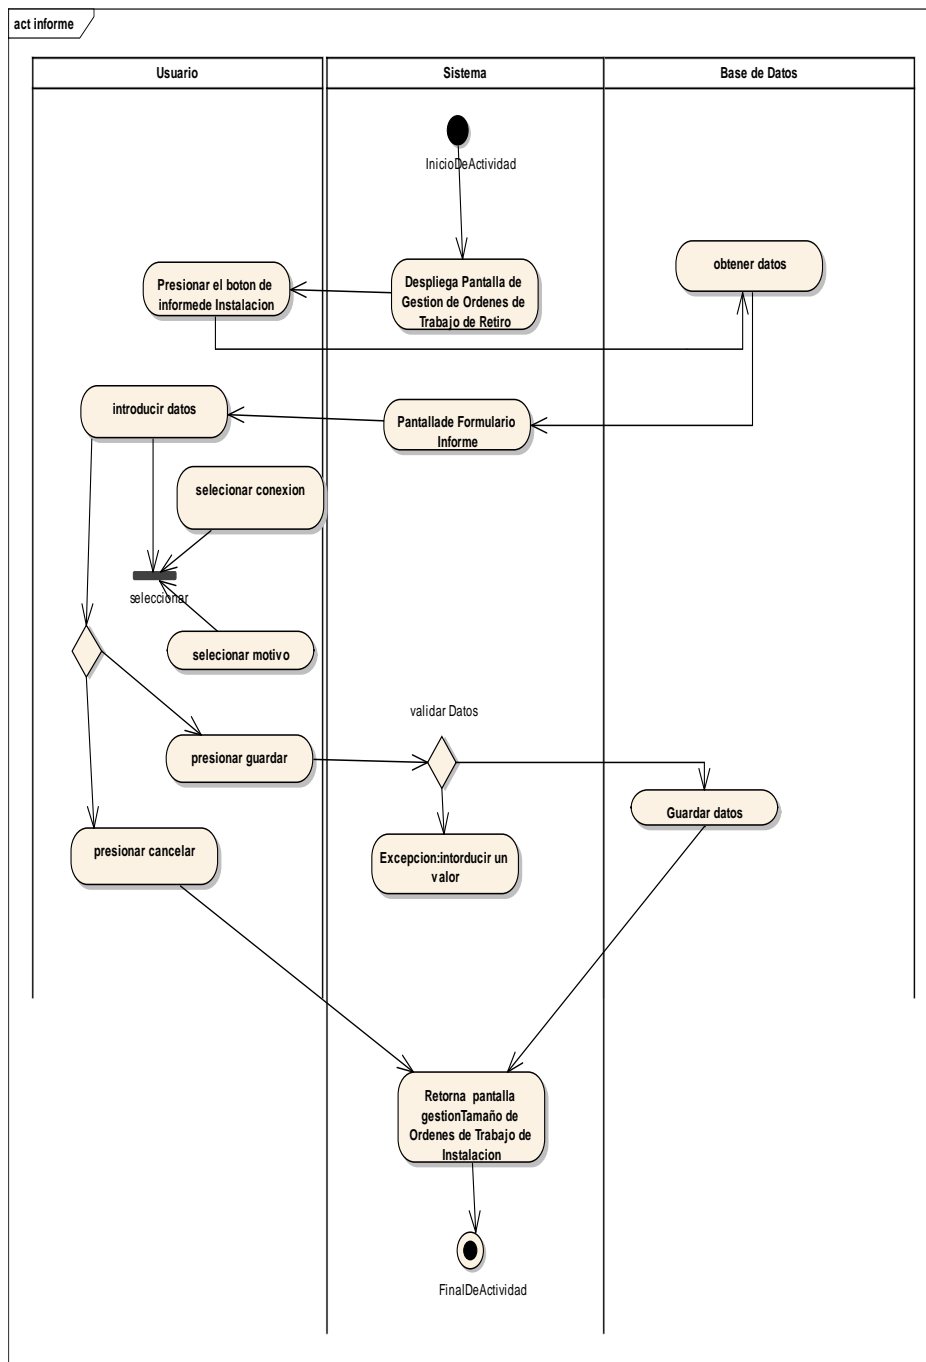 act informe
Usuario
Sistema
Base de Datos
InicioDeActividad
obtener datos
Presionar el boton de
informede Instalacion
Despliega Pantalla de
Gestion de Ordenes de
Trabajo de Retiro
introducir datos
Pantallade Formulario
Informe
selecionar conexion
seleccionar
selecionar motivo
validar Datos
presionar guardar
Guardar datos
presionar cancelar
Excepcion:intorducir un
valor
Retorna pantalla
gestionTamaño de
Ordenes de Trabajo de
Instalacion
FinalDeActividad